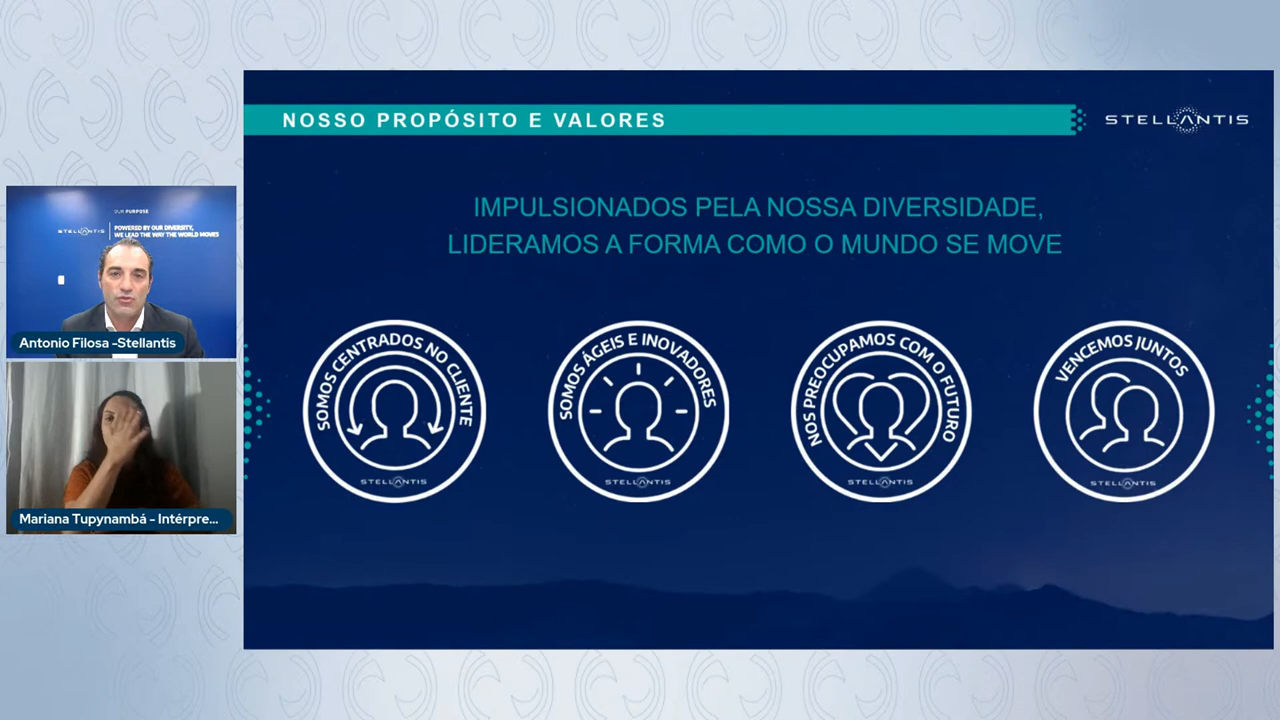 NOSSO PROPÓSITO E VALORES
STELLANTIS
IMPULSIONADOS PELA NOSSA DIVERSIDADE,
LIDERAMOS A FORMA COMO O MUNDO SE MOVE
SOMOS CENTRADOS NO CLIENTE
STELLANTIS
SOMOS ÁGEIS E INOVADORES
STELLANTIS
NOS PREOCUPAMOS COM O FUTURO
STELLANTIS
VENCEMOS JUNTOS
STELLANTIS
OUR PURPOSE
STELLANTIS
POWERED BY OUR DIVERSITY,
WE LEAD THE WAY THE WORLD MOVES
Antonio Filosa -Stellantis
Mariana Tupynambá - Intérpre...